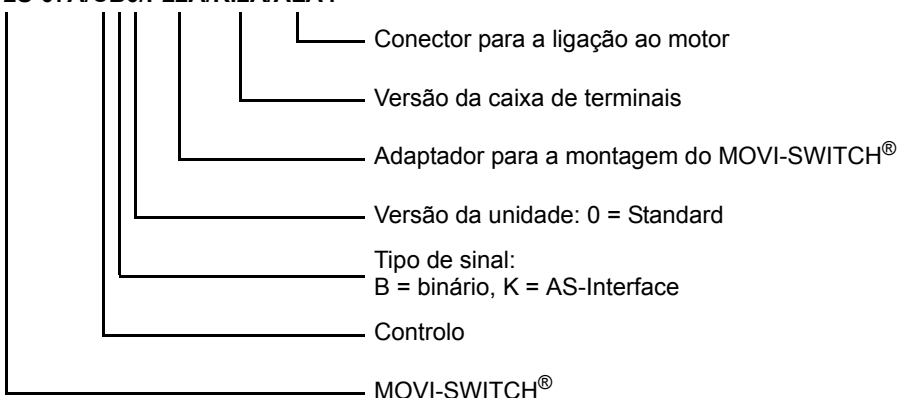 Conector para a ligação ao motor
Versão da caixa de terminais
Adaptador para a montagem do MOVI-SWITCH®
Versão da unidade: 0 = Standard
Tipo de sinal:
B = binário, K = AS-Interface
Controlo
MOVI-SWITCH®